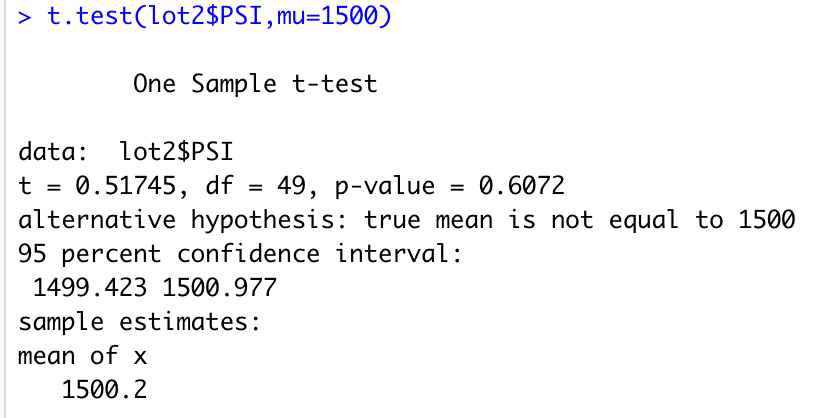 > t.test(lot2$PSI,mu=1500)
One Sample t-test
data:  lot2$PSI
t = 0.51745, df = 49, p-value = 0.6072
alternative hypothesis: true mean is not equal to 1500
95 percent confidence interval:
 1499.423 1500.977
sample estimates:
mean of x
   1500.2